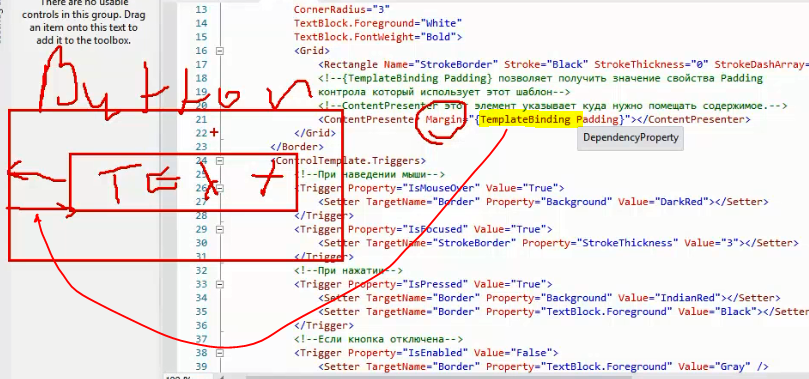 There are no usable
controls in this group. Drag
an item onto this text to
add it to the toolbox.
13 CornerRadius="3"
14 TextBlock.Foreground="White"
15 TextBlock.FontWeight="Bold">
16 <Grid>
17 <Rectangle Name="StrokeBorder" Stroke="Black" StrokeThickness="0" StrokeDashArray=
18 <!--{TemplateBinding Padding} позволяет получить значение свойства Padding
19 контрола который использует этот шаблон-->
20 <!--ContentPresenter этот элемент указывает куда нужно помещать содержимое.-->
21 <ContentPresenter Margin="{TemplateBinding Padding}"></ContentPresenter>
22 </Grid>
DependencyProperty
23 </Border>
24 <ControlTemplate.Triggers>
25 <!--При наведении мыши-->
26 <Trigger Property="IsMouseOver" Value="True">
27 <Setter TargetName="Border" Property="Background" Value="DarkRed"></Setter>
28 </Trigger>
29 <Trigger Property="IsFocused" Value="True">
30 <Setter TargetName="StrokeBorder" Property="StrokeThickness" Value="3"></Setter>
31 </Trigger>
32 <!--При нажатии-->
33 <Trigger Property="IsPressed" Value="True">
34 <Setter TargetName="Border" Property="Background" Value="IndianRed"></Setter>
35 <Setter TargetName="Border" Property="TextBlock.Foreground" Value="Black"></Setter>
36 </Trigger>
37 <!--Если кнопка отключена-->
38 <Trigger Property="IsEnabled" Value="False">
39 <Setter TargetName="Border" Property="TextBlock.Foreground" Value="Gray" />
Button
TEXT